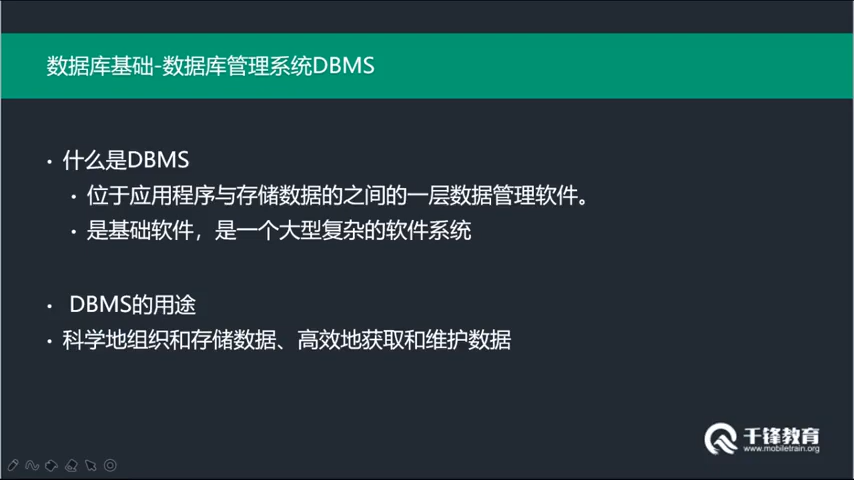 数据库基础-数据库管理系统DBMS
什么是DBMS
位于应用程序与存储数据的之间的一层数据管理软件。
是基础软件，是一个大型复杂的软件系统
DBMS的用途
科学地组织和存储数据、高效地获取和维护数据
千锋教育
www.mobiletrain.org